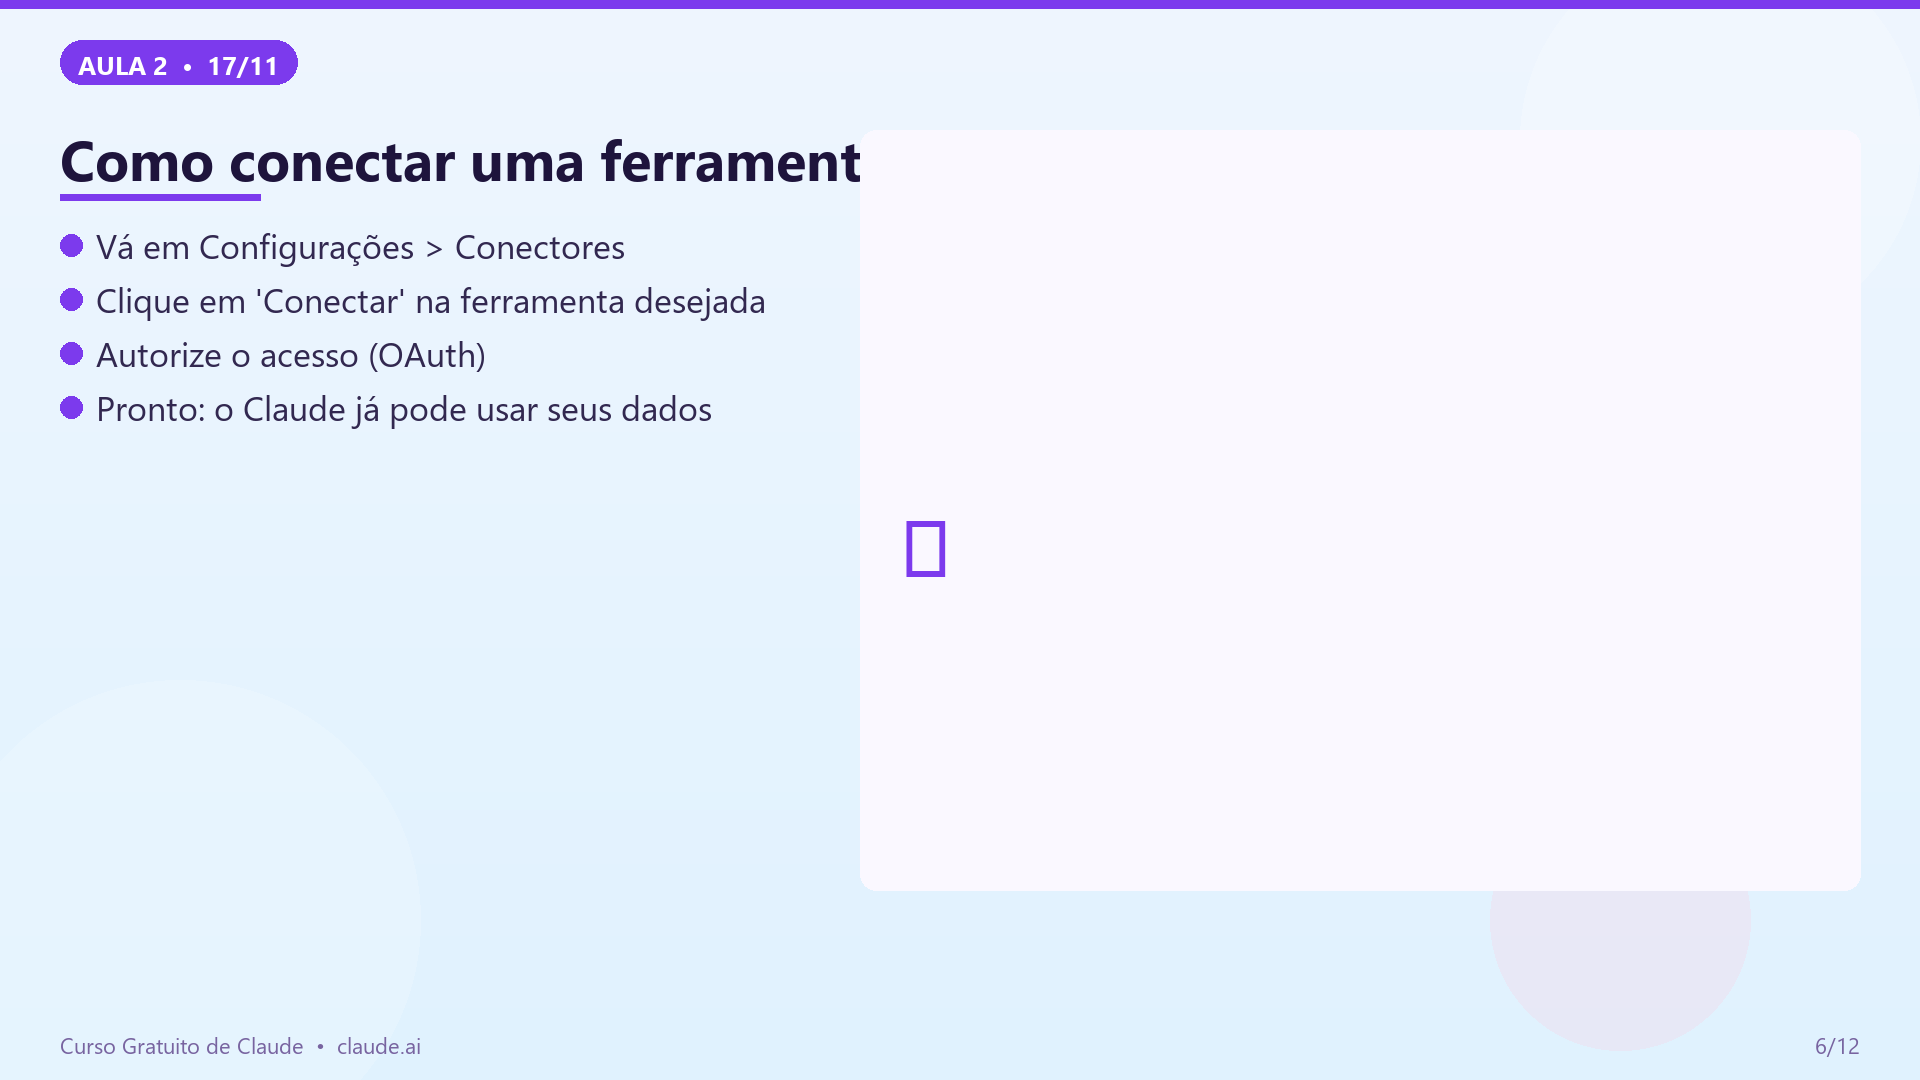 AULA 2 • 17/11
Como conectar uma ferrament
Vá em Configurações > Conectores
Clique em 'Conectar' na ferramenta desejada
Autorize o acesso (OAuth)
Pronto: o Claude já pode usar seus dados
Curso Gratuito de Claude • claude.ai
6/12